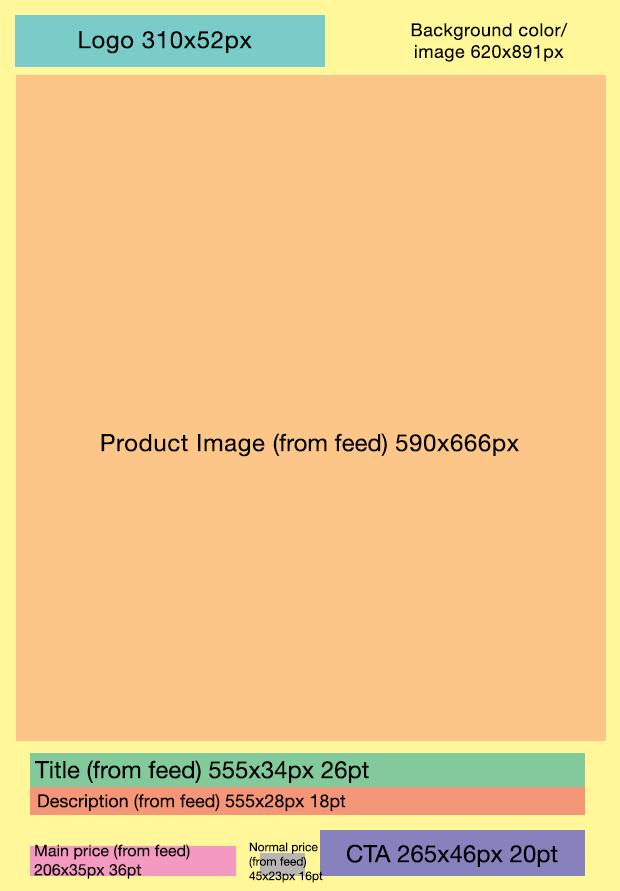 Logo 310x52px
Background color/
image 620x891px
Product Image (from feed) 590x666px
Title (from feed) 555x34px 26pt
Description (from feed) 555x28px 18pt
Main price (from feed)
206x35px 36pt
Normal price
(from feed)
45x23px 16pt
CTA 265x46px 20pt